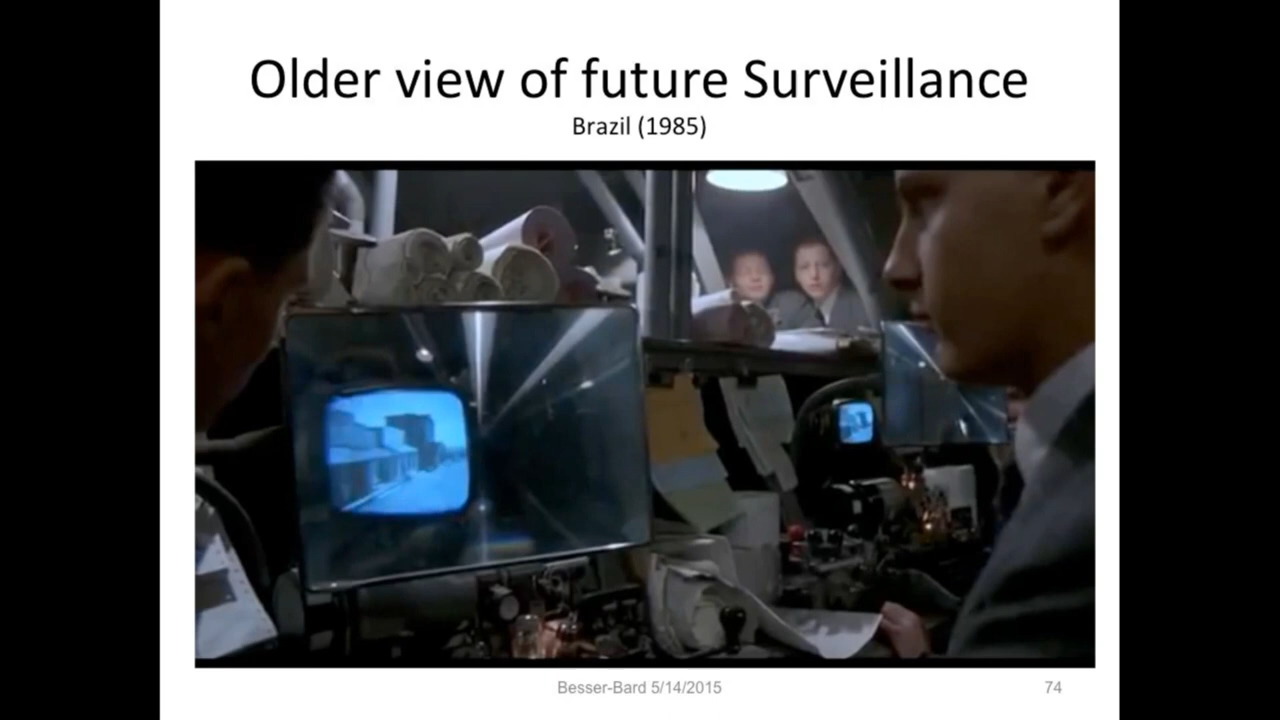 Older view of future Surveillance
Brazil (1985)
Besser-Bard 5/14/2015
74